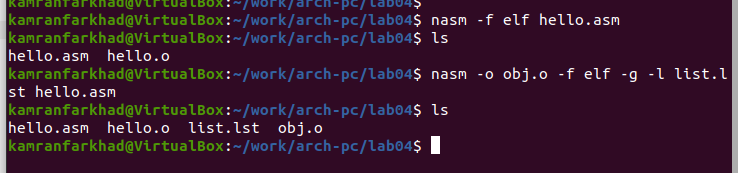 kamranfarkhad@VirtualBox:~/work/arch-pc/lab04$
kamranfarkhad@VirtualBox:~/work/arch-pc/lab04$ nasm -f elf hello.asm
kamranfarkhad@VirtualBox:~/work/arch-pc/lab04$ ls
hello.asm  hello.o
kamranfarkhad@VirtualBox:~/work/arch-pc/lab04$ nasm -o obj.o -f elf -g -l list.l
st hello.asm
kamranfarkhad@VirtualBox:~/work/arch-pc/lab04$ ls
hello.asm  hello.o  list.lst  obj.o
kamranfarkhad@VirtualBox:~/work/arch-pc/lab04$